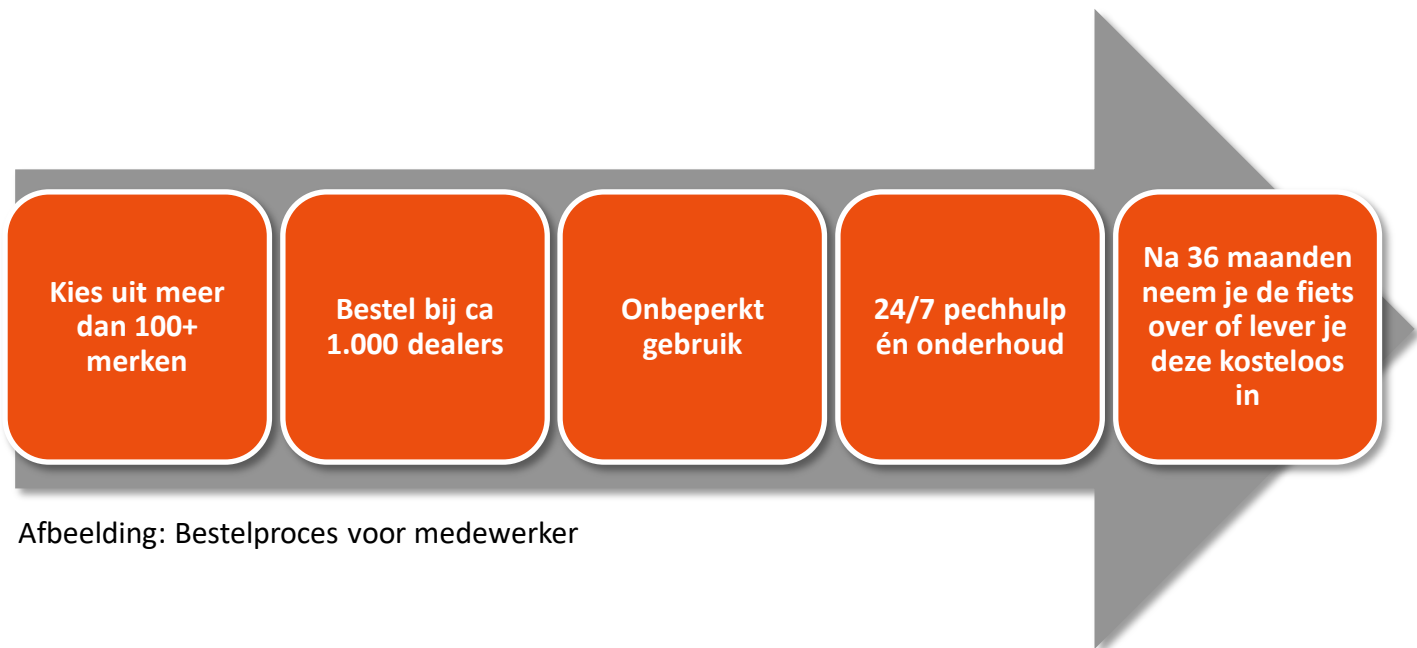 Kies uit meer
dan 100+
merken
Bestel bij ca
1.000 dealers
Onbeperkt
gebruik
24/7 pechhulp
én onderhoud
Na 36 maanden
neem je de fiets
over of lever je
deze kosteloos
in
Afbeelding: Bestelproces voor medewerker